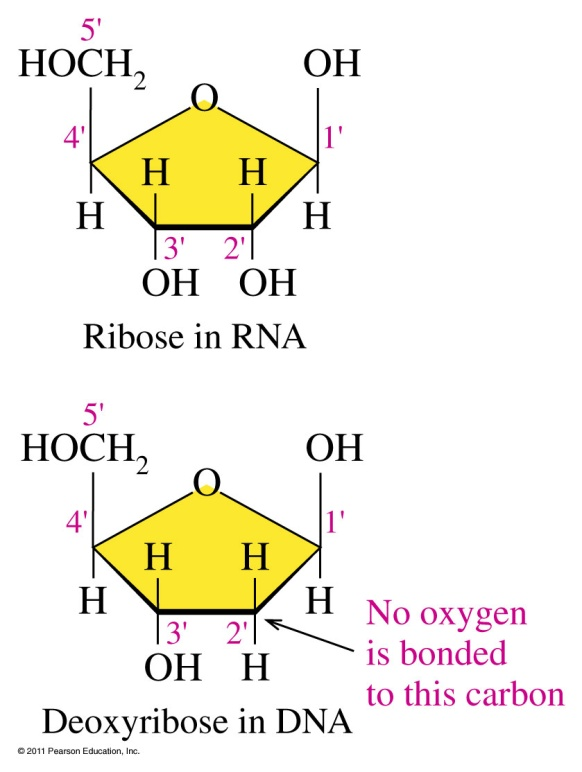 5'
HOCH₂ OH
O
4' 1'
H H
H H
3' 2'
OH OH
Ribose in RNA
5'
HOCH₂ OH
O
4' 1'
H H
H H
3' 2'
OH H
No oxygen
is bonded
to this carbon
Deoxyribose in DNA
© 2011 Pearson Education, Inc.